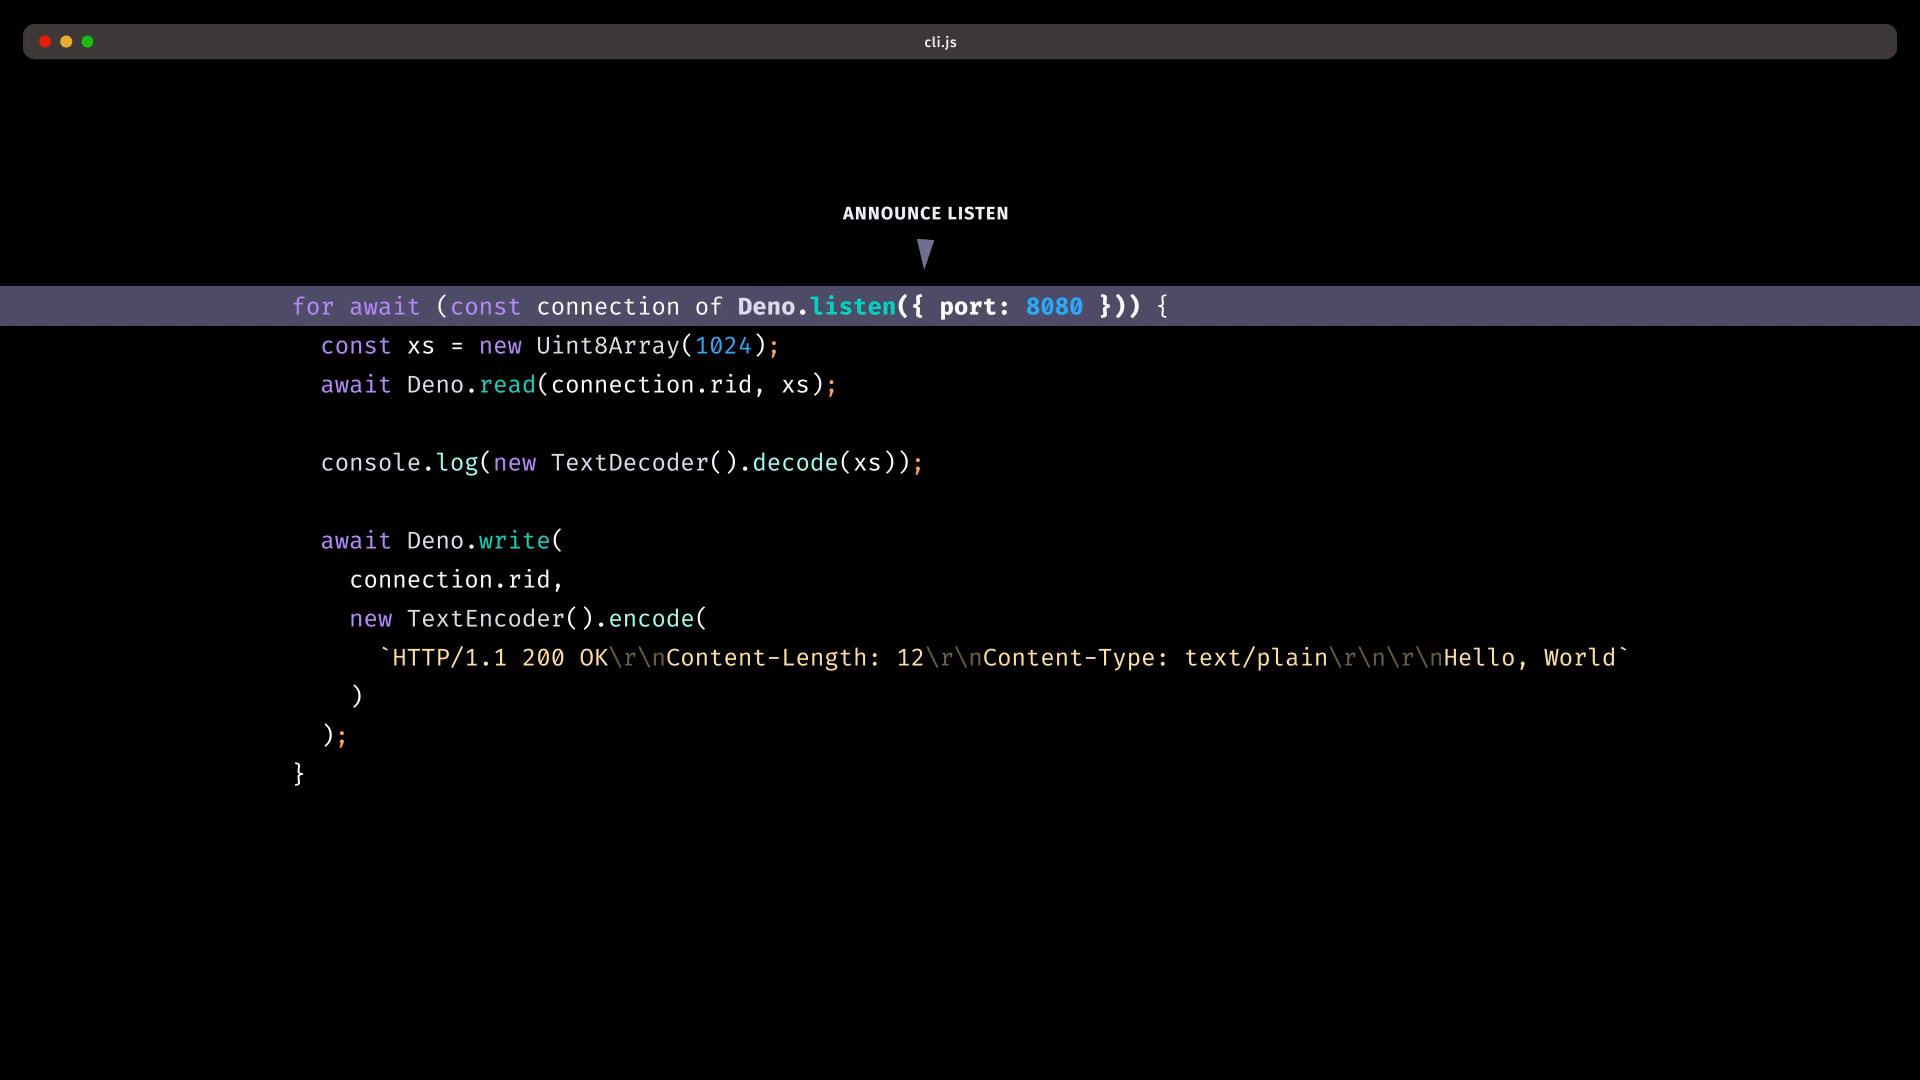 cli.js
ANNOUNCE LISTEN
for await (const connection of Deno.listen({ port: 8080 })) {
  const xs = new Uint8Array(1024);
  await Deno.read(connection.rid, xs);
  console.log(new TextDecoder().decode(xs));
  await Deno.write(
    connection.rid,
    new TextEncoder().encode(
      `HTTP/1.1 200 OK\r\nContent-Length: 12\r\nContent-Type: text/plain\r\n\r\nHello, World`
    )
  );
}